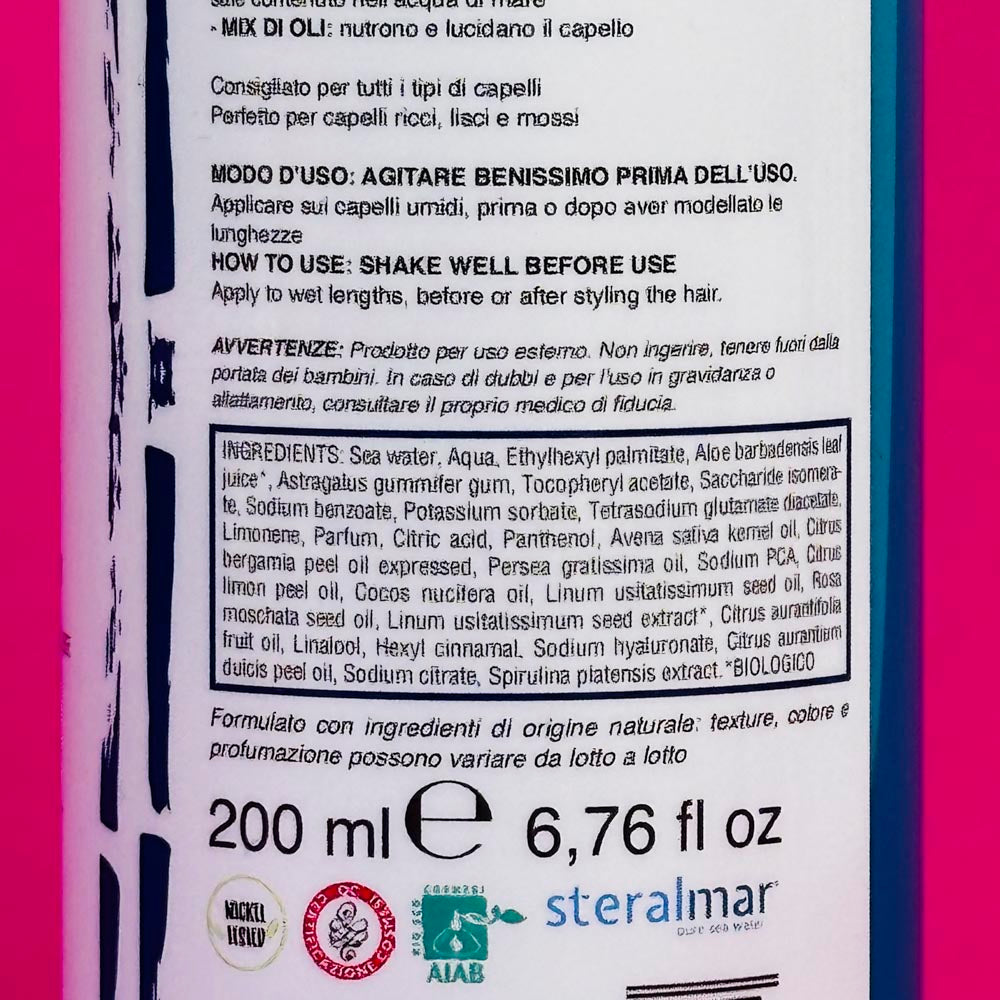 sale contenuto nell'acqua di mare
- MIX DI OLI: nutrono e lucidano il capello
Consigliato per tutti i tipi di capelli
Perfetto per capelli ricci, lisci e mossi
MODO D'USO: AGITARE BENISSIMO PRIMA DELL'USO.
Applicare sui capelli umidi, prima o dopo aver modellato le
lunghezze
HOW TO USE: SHAKE WELL BEFORE USE
Apply to wet lengths, before or after styling the hair.
AVVERTENZE: Prodotto per uso esterno. Non ingerire, tenere fuori dalla
portata dei bambini. In caso di dubbi e per l'uso in gravidanza o
allattamento, consultare il proprio medico di fiducia.
INGREDIENTS: Sea water, Aqua, Ethylhexyl palmitate, Aloe barbadensis leaf
juice*, Astragalus gummifer gum, Tocopheryl acetate, Saccharide isomera-
te, Sodium benzoate, Potassium sorbate, Tetrasodium glutamate diacetate,
Limonene, Parfum, Citric acid, Panthenol, Avena sativa kernel oil, Citrus
bergamia peel oil expressed, Persea gratissima oil, Sodium PCA, Citrus
limon peel oil, Cocos nucifera oil, Linum usitatissimum seed oil, Rosa
moschata seed oil, Linum usitatissimum seed extract*, Citrus aurantifolia
fruit oil, Linalool, Hexyl cinnamal, Sodium hyaluronate, Citrus aurantium
dulcis peel oil, Sodium citrate, Spirulina platensis extract. *BIOLOGICO
Formulato con ingredienti di origine naturale: texture, colore e
profumazione possono variare da lotto a lotto
200 ml e 6,76 fl oz
NICKEL
TESTED
CERTIFICAZIONE
AIAB
steralmar
pure sea water